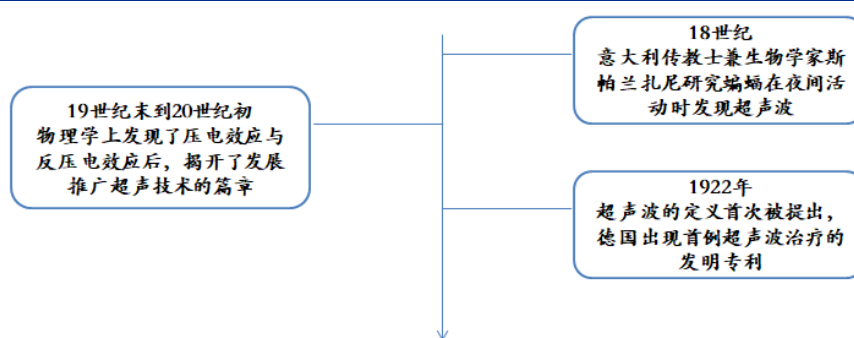 18世纪
意大利传教士兼生物学家斯
帕兰扎尼研究蝙蝠在夜间活
动时发现超声波
19世纪末到20世纪初
物理学上发现了压电效应与
反压电效应后，揭开了发展
推广超声技术的篇章
1922年
超声波的定义首次被提出，
德国出现首例超声波治疗的
发明专利